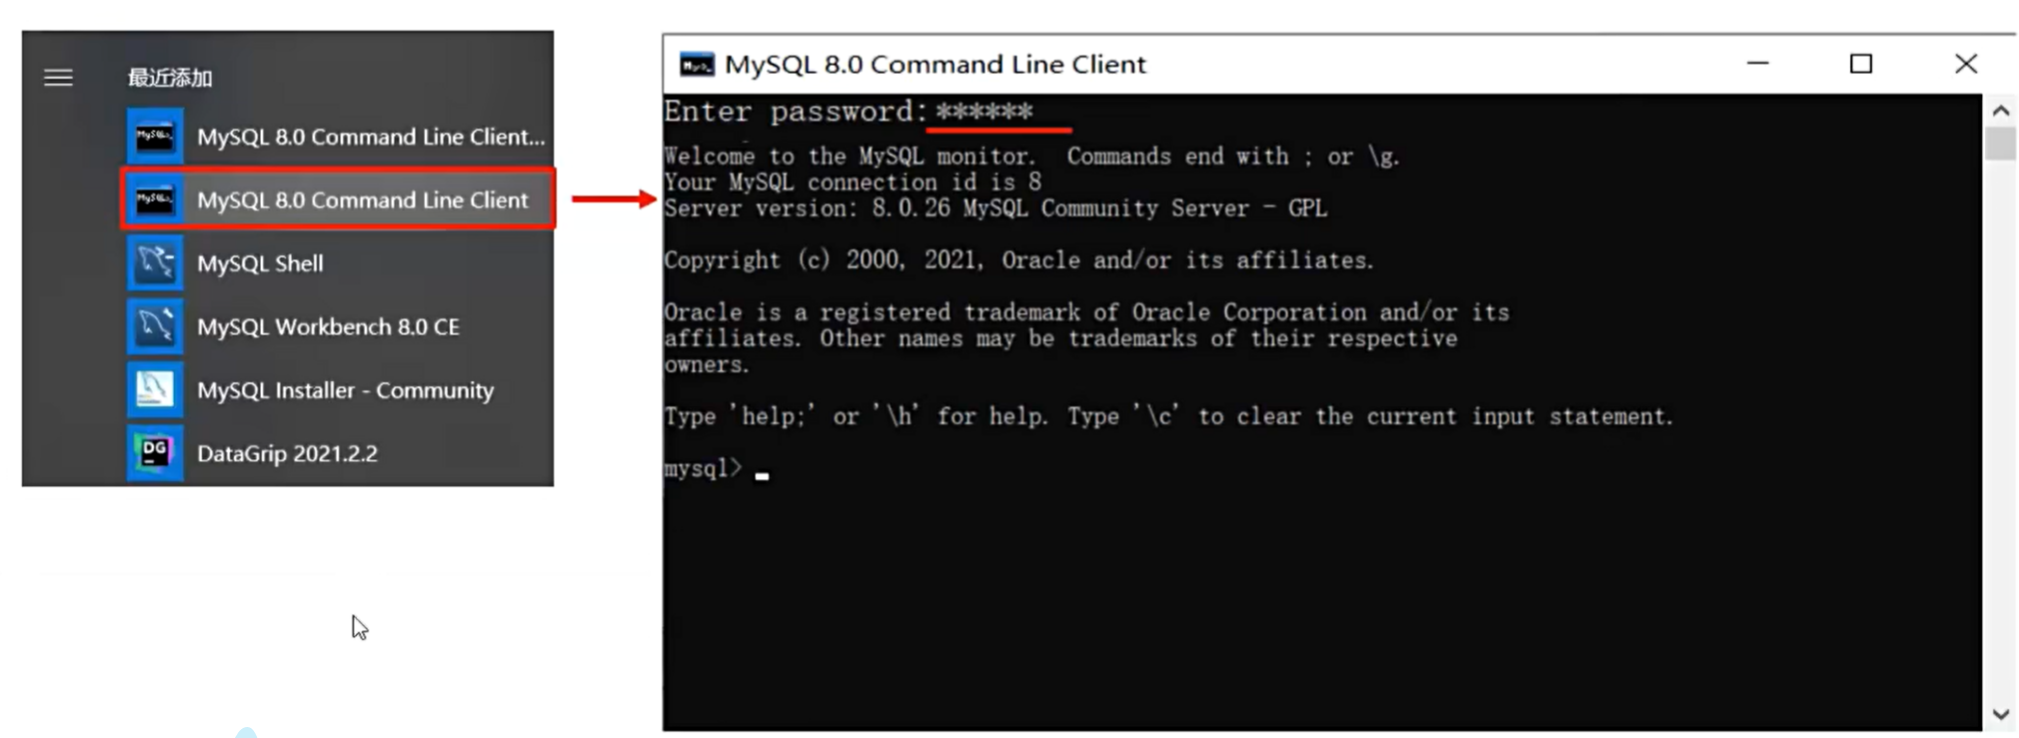 最近添加
MySQL 8.0 Command Line Client...
MySQL 8.0 Command Line Client
MySQL Shell
MySQL Workbench 8.0 CE
MySQL Installer - Community
DG
DataGrip 2021.2.2
MySQL 8.0 Command Line Client
Enter password: ******
Welcome to the MySQL monitor.  Commands end with ; or \g.
Your MySQL connection id is 8
Server version: 8.0.26 MySQL Community Server - GPL
Copyright (c) 2000, 2021, Oracle and/or its affiliates.
Oracle is a registered trademark of Oracle Corporation and/or its
affiliates. Other names may be trademarks of their respective
owners.
Type 'help;' or '\h' for help. Type '\c' to clear the current input statement.
mysql> _